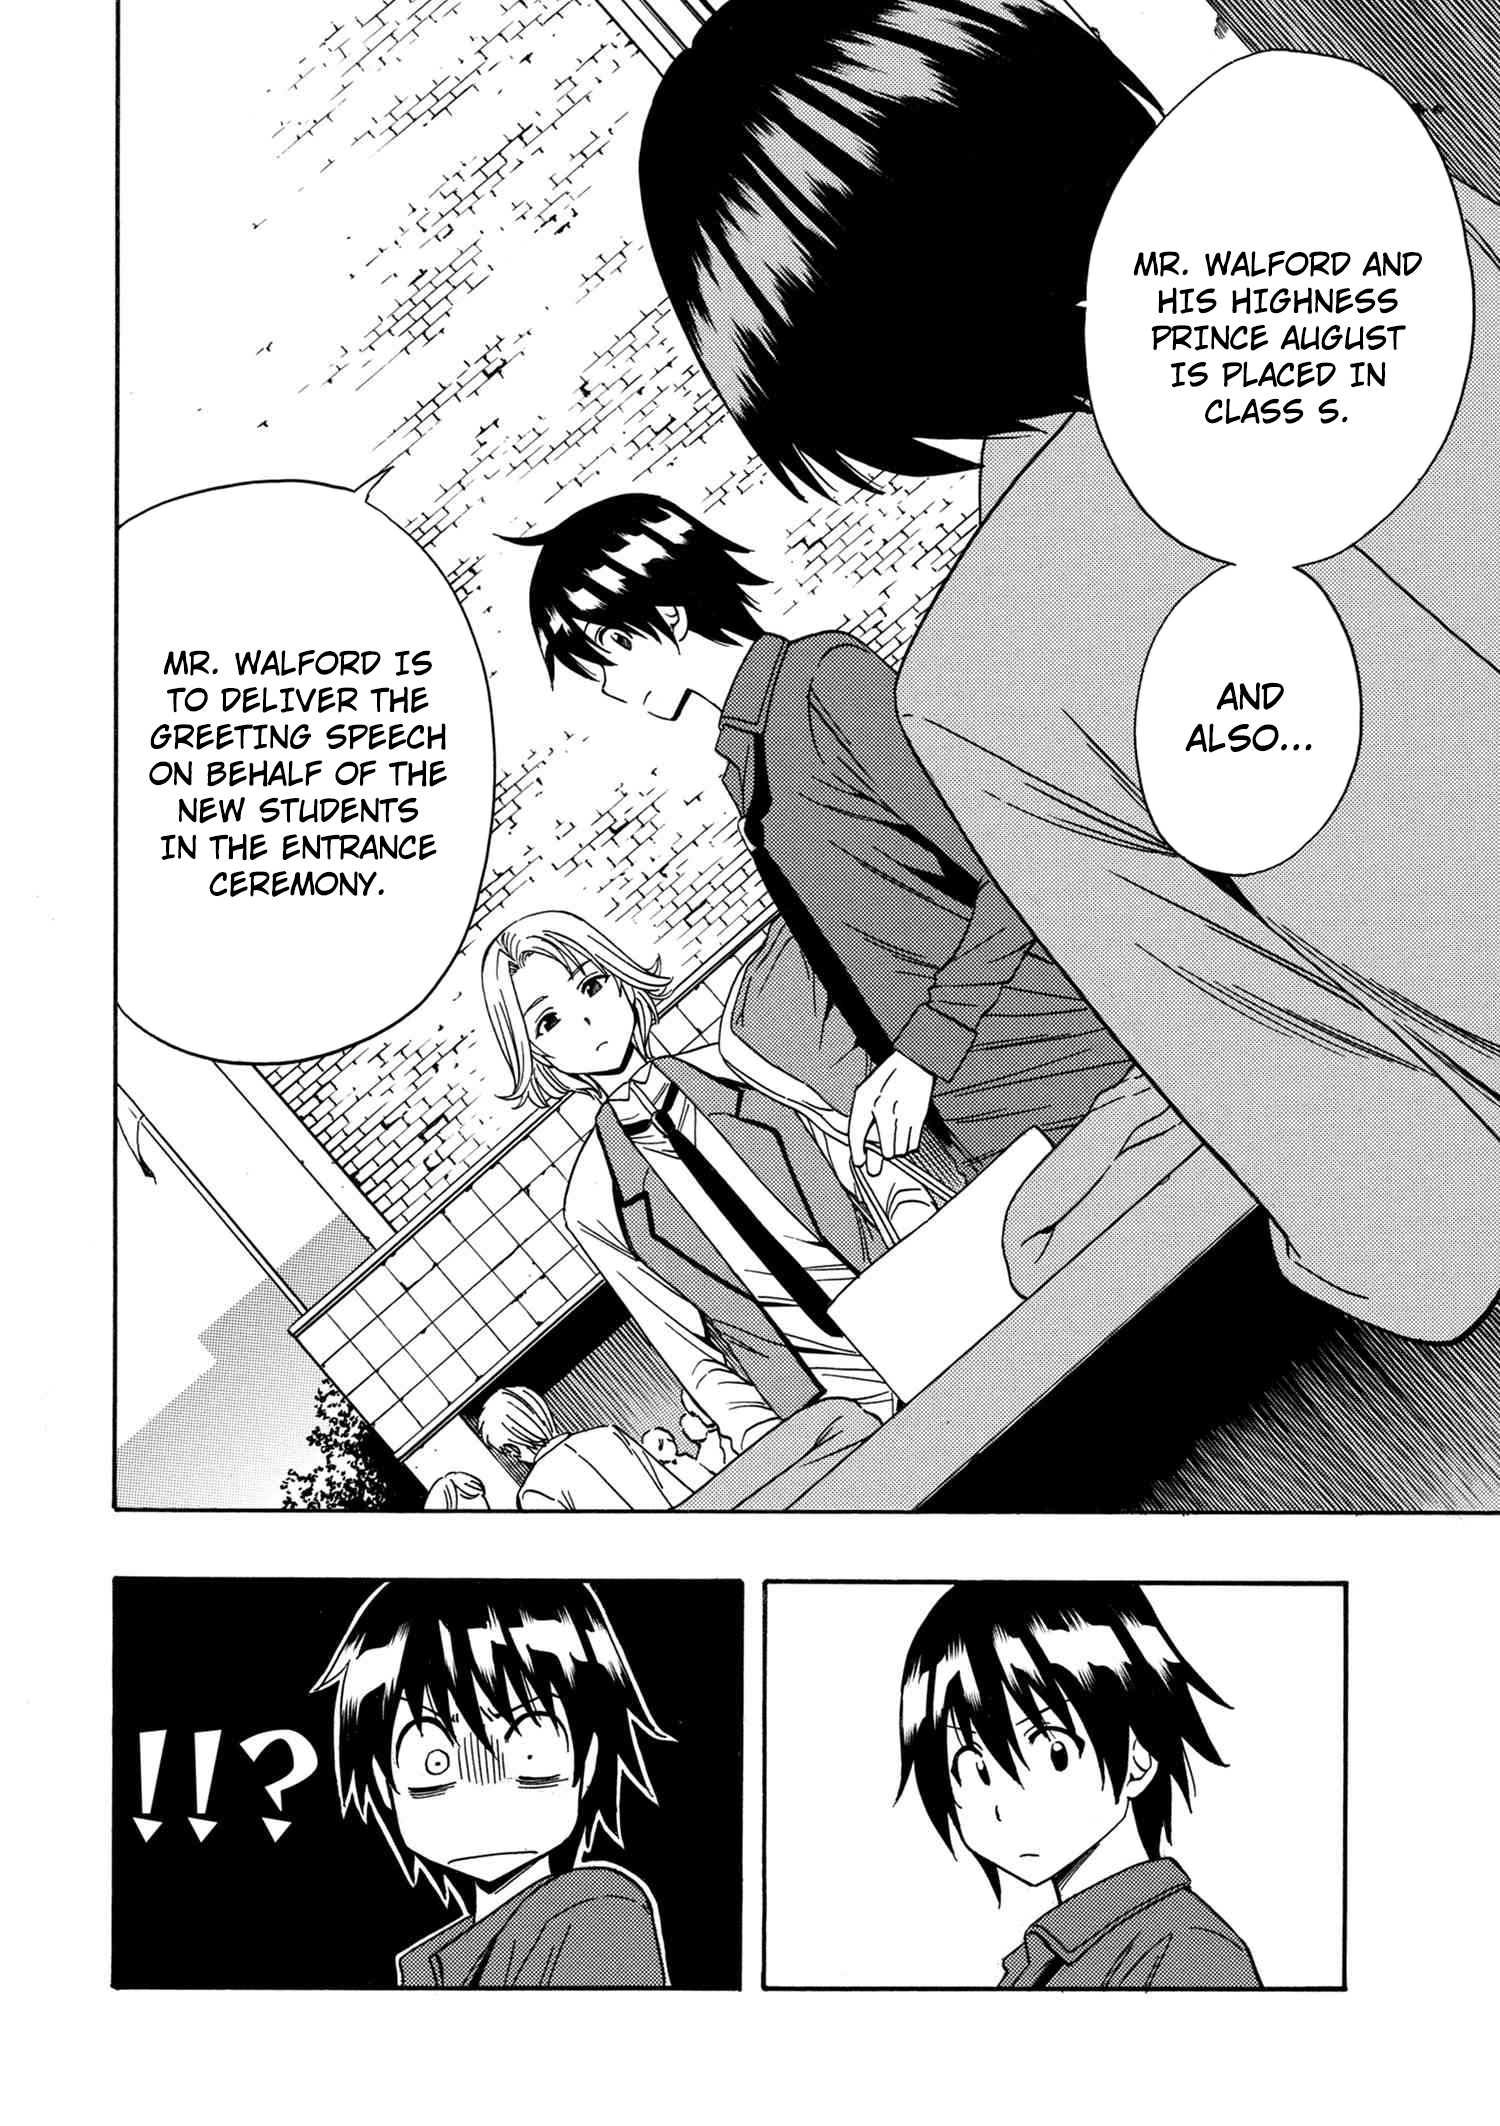 MR. WALFORD AND
HIS HIGHNESS
PRINCE AUGUST
IS PLACED IN
CLASS S.
AND
ALSO...
MR. WALFORD IS
TO DELIVER THE
GREETING SPEECH
ON BEHALF OF THE
NEW STUDENTS
IN THE ENTRANCE
CEREMONY.
!!?